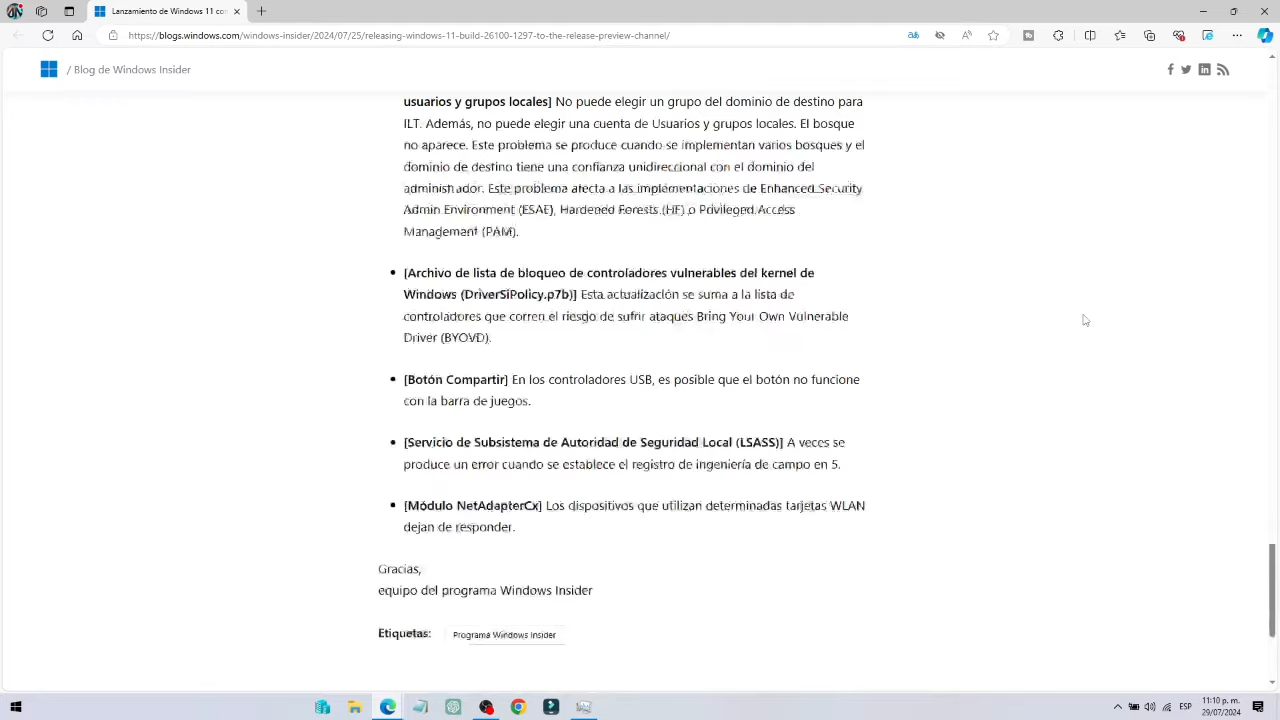 Lanzamiento de Windows 11 con
https://blogs.windows.com/windows-insider/2024/07/25/releasing-windows-11-build-26100-1297-to-the-release-preview-channel/
/ Blog de Windows Insider
usuarios y grupos locales] No puede elegir un grupo del dominio de destino para
ILT. Además, no puede elegir una cuenta de Usuarios y grupos locales. El bosque
no aparece. Este problema se produce cuando se implementan varios bosques y el
dominio de destino tiene una confianza unidireccional con el dominio del
administrador. Este problema afecta a las implementaciones de Enhanced Security
Admin Environment (ESAE), Hardened Forests (HF) o Privileged Access
Management (PAM).
• [Archivo de lista de bloqueo de controladores vulnerables del kernel de
Windows (DriverSiPolicy.p7b)] Esta actualización se suma a la lista de
controladores que corren el riesgo de sufrir ataques Bring Your Own Vulnerable
Driver (BYOVD).
• [Botón Compartir] En los controladores USB, es posible que el botón no funcione
con la barra de juegos.
• [Servicio de Subsistema de Autoridad de Seguridad Local (LSASS)] A veces se
produce un error cuando se establece el registro de ingeniería de campo en 5.
• [Módulo NetAdapterCx] Los dispositivos que utilizan determinadas tarjetas WLAN
dejan de responder.
Gracias,
equipo del programa Windows Insider
Etiquetas: Programa Windows Insider
ESP
11:10 p. m.
29/07/2024